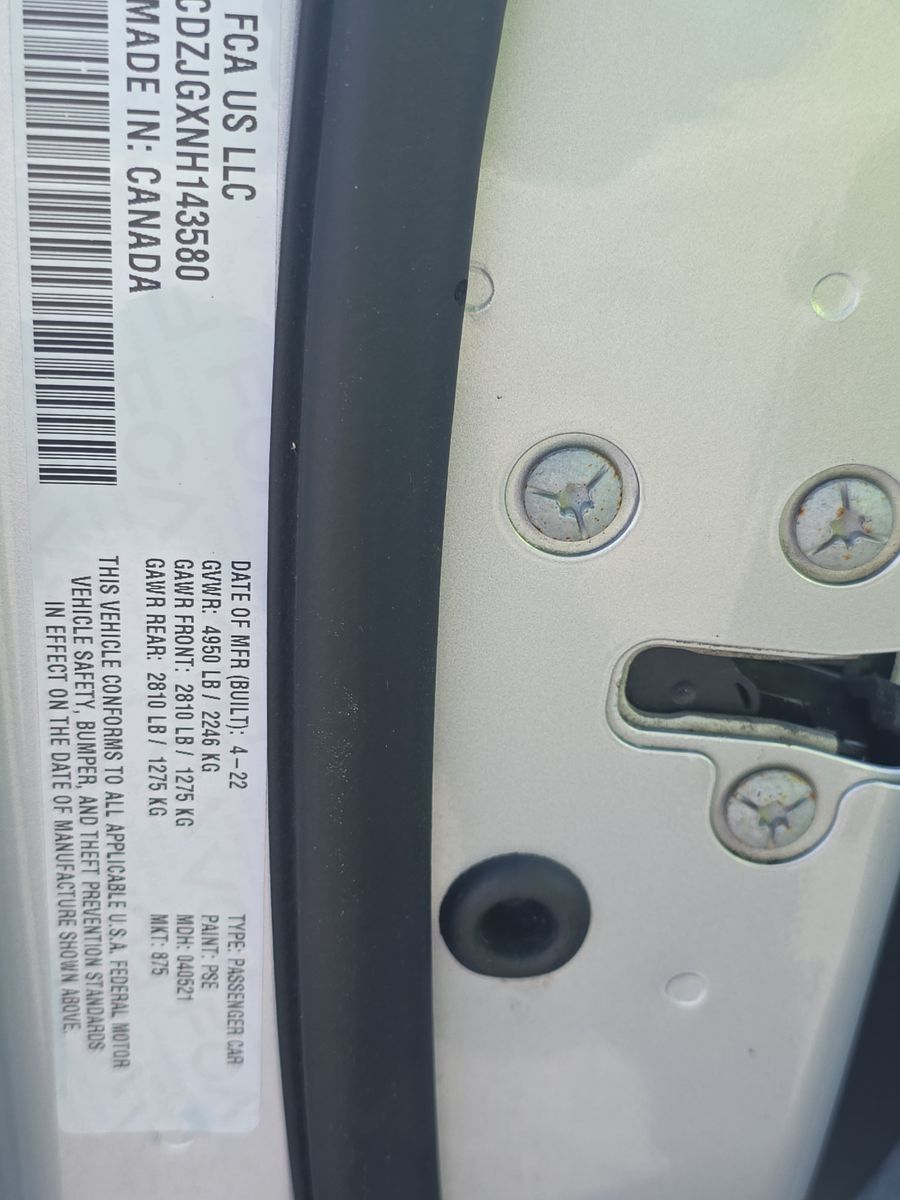 FCA US LLC
CDZJGXNH143580
MADE IN: CANADA
DATE OF MFR (BUILT): 4-22
GVWR: 4950 LB / 2246 KG
GAWR FRONT: 2810 LB / 1275 KG
GAWR REAR: 2810 LB / 1275 KG
TYPE: PASSENGER CAR
PAINT: PSE
MDH: 040521
MKT: 875
THIS VEHICLE CONFORMS TO ALL APPLICABLE U.S.A. FEDERAL MOTOR
VEHICLE SAFETY, BUMPER, AND THEFT PREVENTION STANDARDS
IN EFFECT ON THE DATE OF MANUFACTURE SHOWN ABOVE.